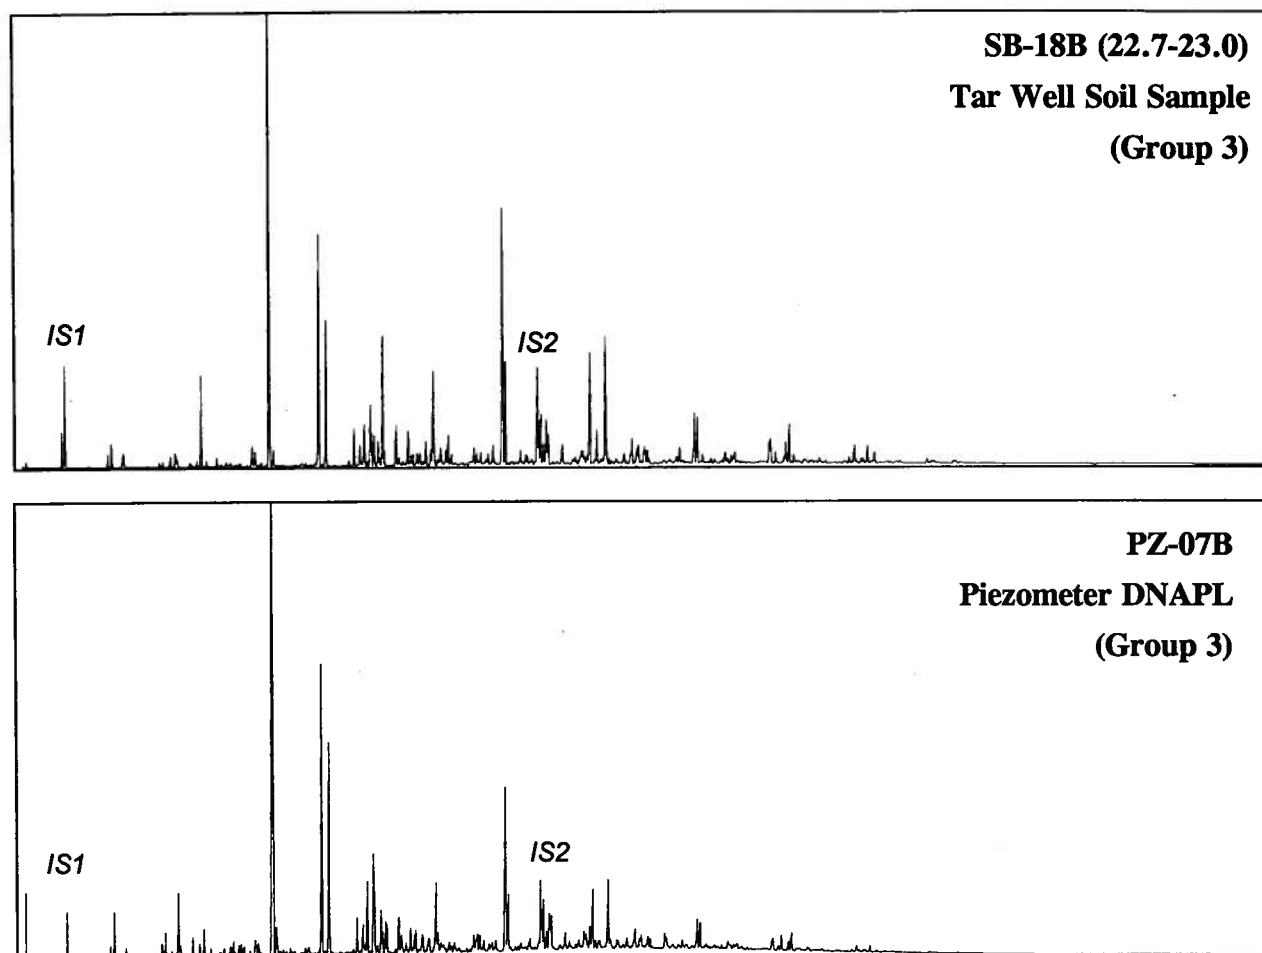 SB-18B (22.7-23.0)
Tar Well Soil Sample
(Group 3)
IS1
IS2
PZ-07B
Piezometer DNAPL
(Group 3)
IS1
IS2